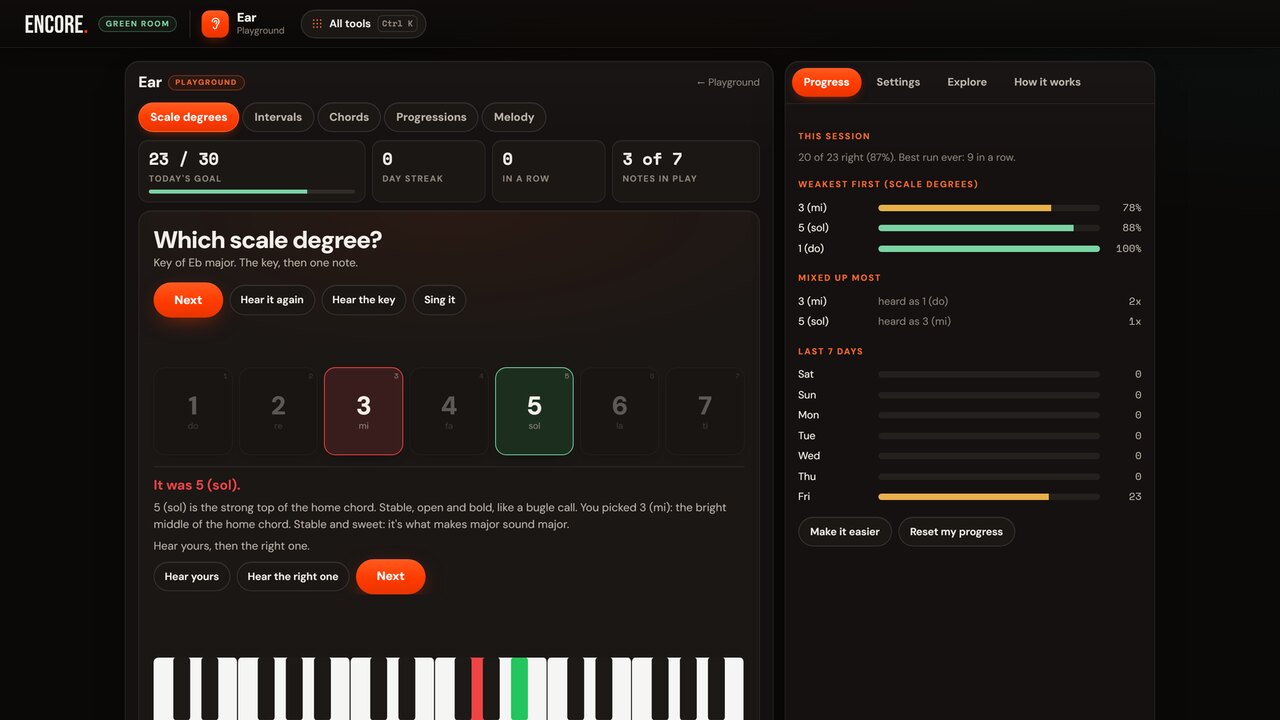 ENCORE. GREEN ROOM Ear Playground All tools Ctrl K
Ear PLAYGROUND ← Playground
Scale degrees Intervals Chords Progressions Melody
23 / 30
TODAY'S GOAL
0
DAY STREAK
0
IN A ROW
3 of 7
NOTES IN PLAY
Which scale degree?
Key of Eb major. The key, then one note.
Next Hear it again Hear the key Sing it
1
1
do
2
2
re
3
3
mi
4
4
fa
5
5
sol
6
6
la
7
7
ti
It was 5 (sol).
5 (sol) is the strong top of the home chord. Stable, open and bold, like a bugle call. You picked 3 (mi): the bright
middle of the home chord. Stable and sweet: it's what makes major sound major.
Hear yours, then the right one.
Hear yours Hear the right one Next
Progress Settings Explore How it works
THIS SESSION
20 of 23 right (87%). Best run ever: 9 in a row.
WEAKEST FIRST (SCALE DEGREES)
3 (mi) 78%
5 (sol) 88%
1 (do) 100%
MIXED UP MOST
3 (mi) heard as 1 (do) 2x
5 (sol) heard as 3 (mi) 1x
LAST 7 DAYS
Sat 0
Sun 0
Mon 0
Tue 0
Wed 0
Thu 0
Fri 23
Make it easier Reset my progress